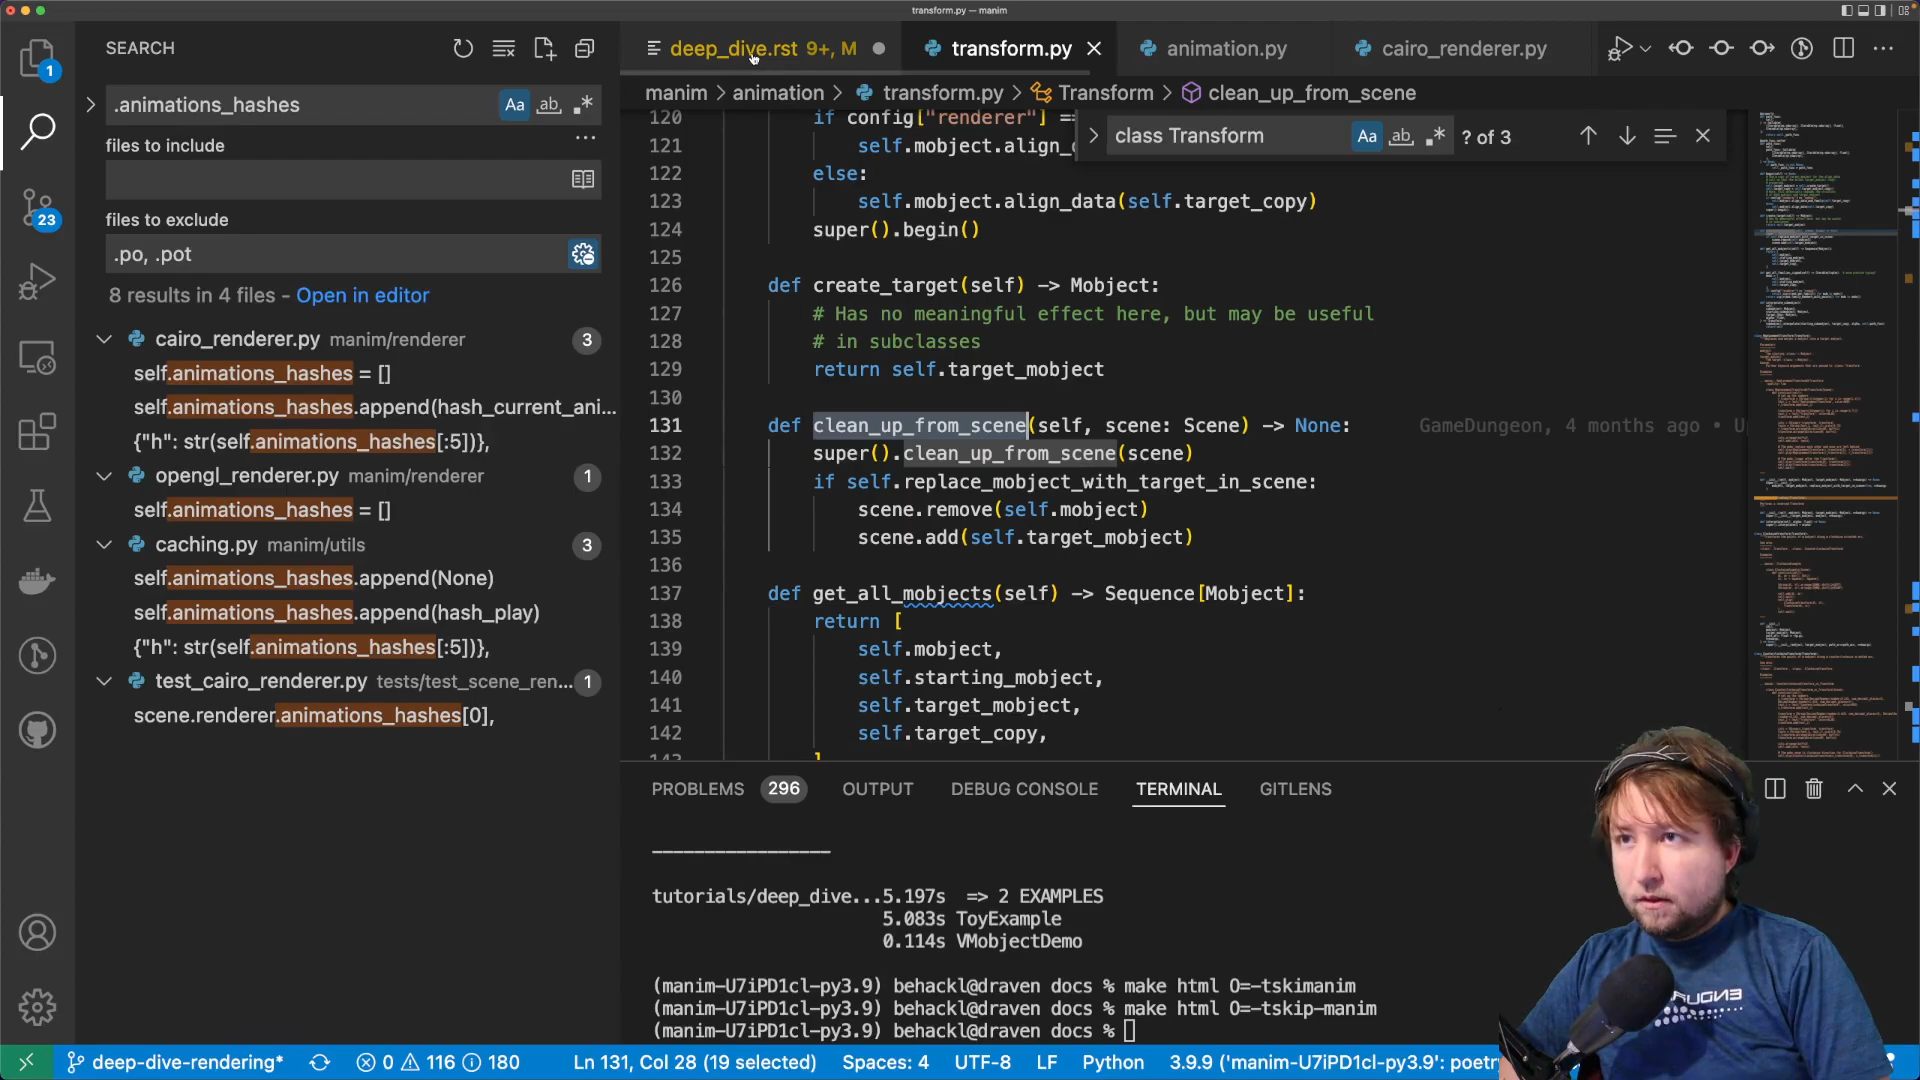 transform.py — manim
SEARCH
.animations_hashes
Aa
ab
files to include
files to exclude
.po, .pot
8 results in 4 files - Open in editor
cairo_renderer.py manim/renderer 3
self.animations_hashes = []
self.animations_hashes.append(hash_current_ani...
{"h": str(self.animations_hashes[:5])},
opengl_renderer.py manim/renderer 1
self.animations_hashes = []
caching.py manim/utils 3
self.animations_hashes.append(None)
self.animations_hashes.append(hash_play)
{"h": str(self.animations_hashes[:5])},
test_cairo_renderer.py tests/test_scene_ren... 1
scene.renderer.animations_hashes[0],
1
23
deep_dive.rst 9+, M
transform.py
animation.py
cairo_renderer.py
manim > animation > transform.py > Transform > clean_up_from_scene
class Transform
Aa
ab
? of 3
120 if config["renderer"] ==
121 self.mobject.align_
122 else:
123 self.mobject.align_data(self.target_copy)
124 super().begin()
125
126 def create_target(self) -> Mobject:
127 # Has no meaningful effect here, but may be useful
128 # in subclasses
129 return self.target_mobject
130
131 def clean_up_from_scene(self, scene: Scene) -> None: GameDungeon, 4 months ago • U
132 super().clean_up_from_scene(scene)
133 if self.replace_mobject_with_target_in_scene:
134 scene.remove(self.mobject)
135 scene.add(self.target_mobject)
136
137 def get_all_mobjects(self) -> Sequence[Mobject]:
138 return [
139 self.mobject,
140 self.starting_mobject,
141 self.target_mobject,
142 self.target_copy,
143 ]
PROBLEMS 296 OUTPUT DEBUG CONSOLE TERMINAL GITLENS
tutorials/deep_dive...5.197s => 2 EXAMPLES
5.083s ToyExample
0.114s VMobjectDemo
(manim-U7iPD1cl-py3.9) behackl@draven docs % make html O=-tskimanim
(manim-U7iPD1cl-py3.9) behackl@draven docs % make html O=-tskip-manim
(manim-U7iPD1cl-py3.9) behackl@draven docs %
deep-dive-rendering* 0 116 180 Ln 131, Col 28 (19 selected) Spaces: 4 UTF-8 LF Python 3.9.9 ('manim-U7iPD1cl-py3.9': poetry